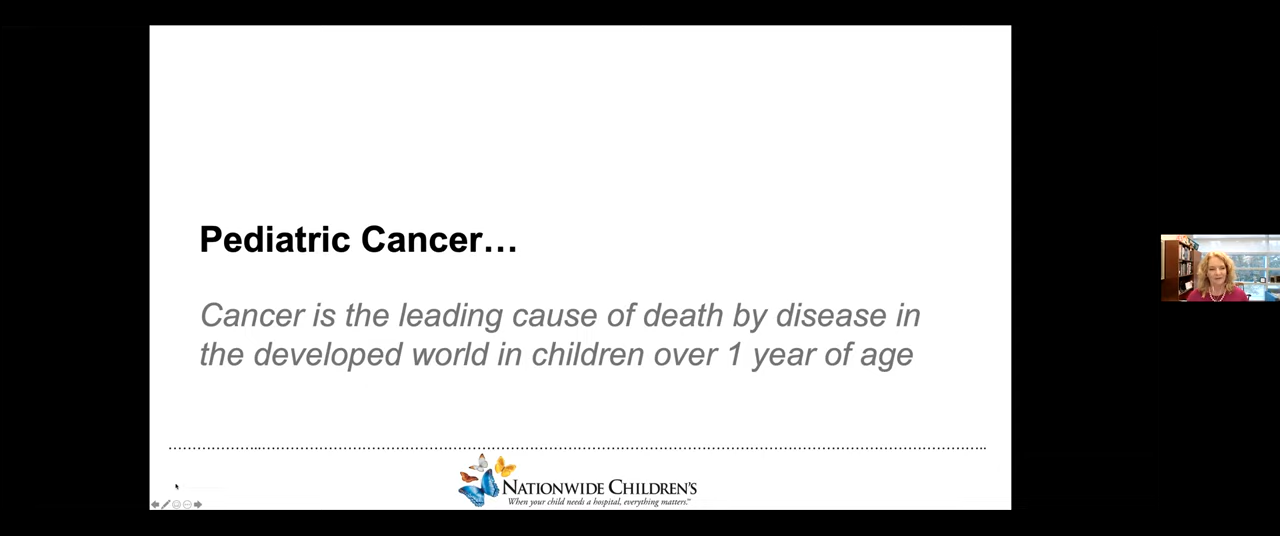 Pediatric Cancer…
Cancer is the leading cause of death by disease in
the developed world in children over 1 year of age
NATIONWIDE CHILDREN'S
When your child needs a hospital, everything matters.™